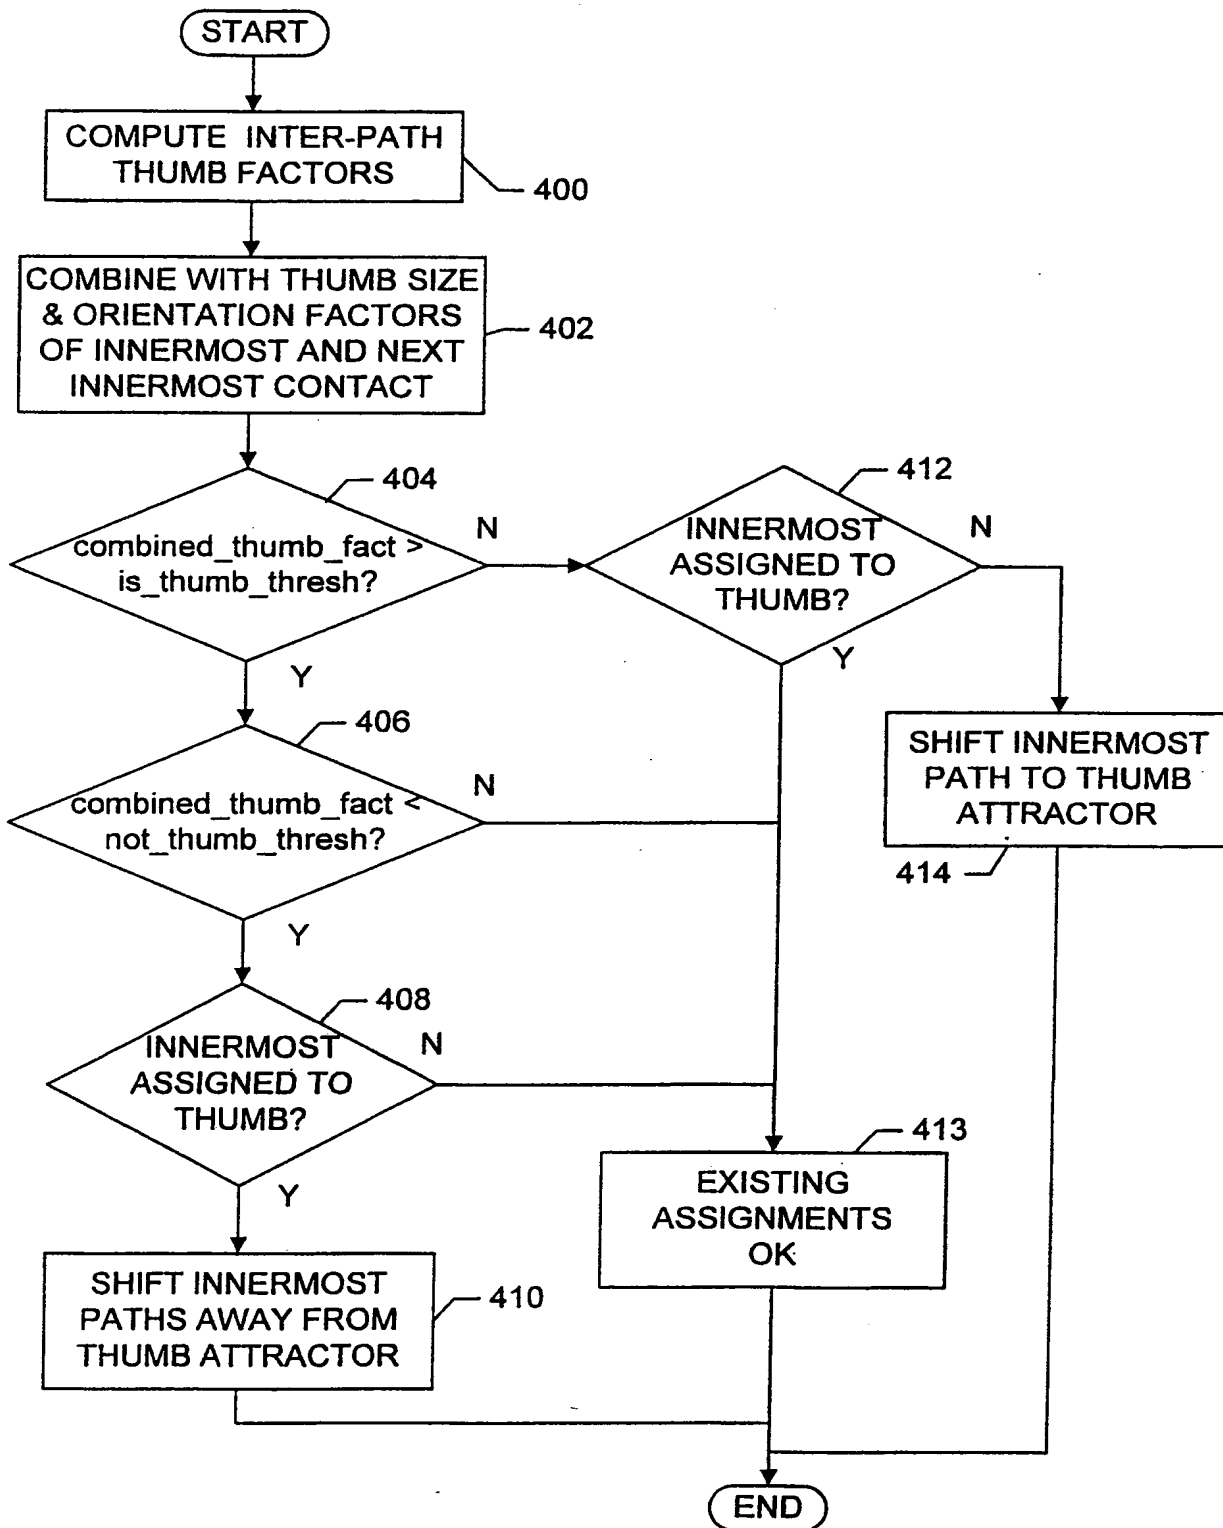 START
COMPUTE INTER-PATH
THUMB FACTORS
400
COMBINE WITH THUMB SIZE
& ORIENTATION FACTORS
OF INNERMOST AND NEXT
INNERMOST CONTACT
402
404
combined_thumb_fact >
is_thumb_thresh?
N
Y
412
INNERMOST
ASSIGNED TO
THUMB?
N
Y
406
combined_thumb_fact <
not_thumb_thresh?
N
Y
SHIFT INNERMOST
PATH TO THUMB
ATTRACTOR
414
408
INNERMOST
ASSIGNED TO
THUMB?
N
Y
413
EXISTING
ASSIGNMENTS
OK
SHIFT INNERMOST
PATHS AWAY FROM
THUMB ATTRACTOR
410
END